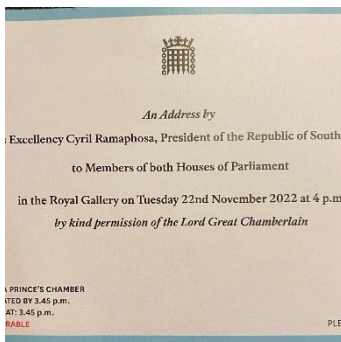 An Address by
Excellency Cyril Ramaphosa, President of the Republic of South
to Members of both Houses of Parliament
in the Royal Gallery on Tuesday 22nd November 2022 at 4 p.m
by kind permission of the Lord Great Chamberlain
PRINCE'S CHAMBER
ATED BY 3.45 p.m.
AT: 3.45 p.m.
RABLE
PLE